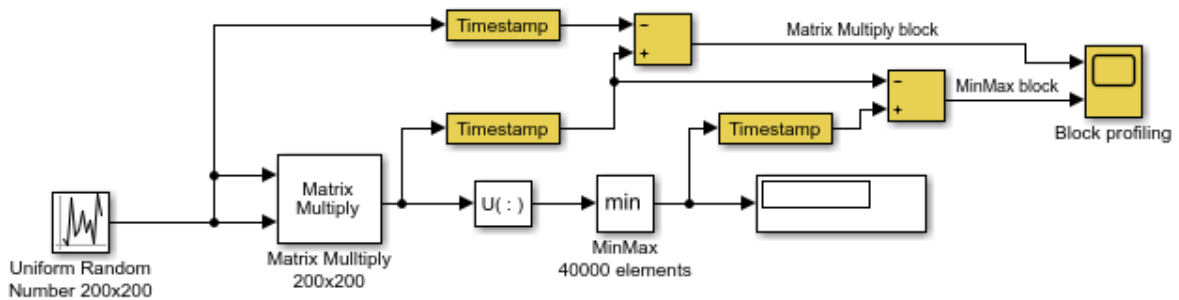 Timestamp
−
+
Matrix Multiply block
−
+
MinMax block
Block profiling
Timestamp
Timestamp
Matrix
Multiply
U( : )
min
Uniform Random
Number 200x200
Matrix Mulltiply
200x200
MinMax
40000 elements